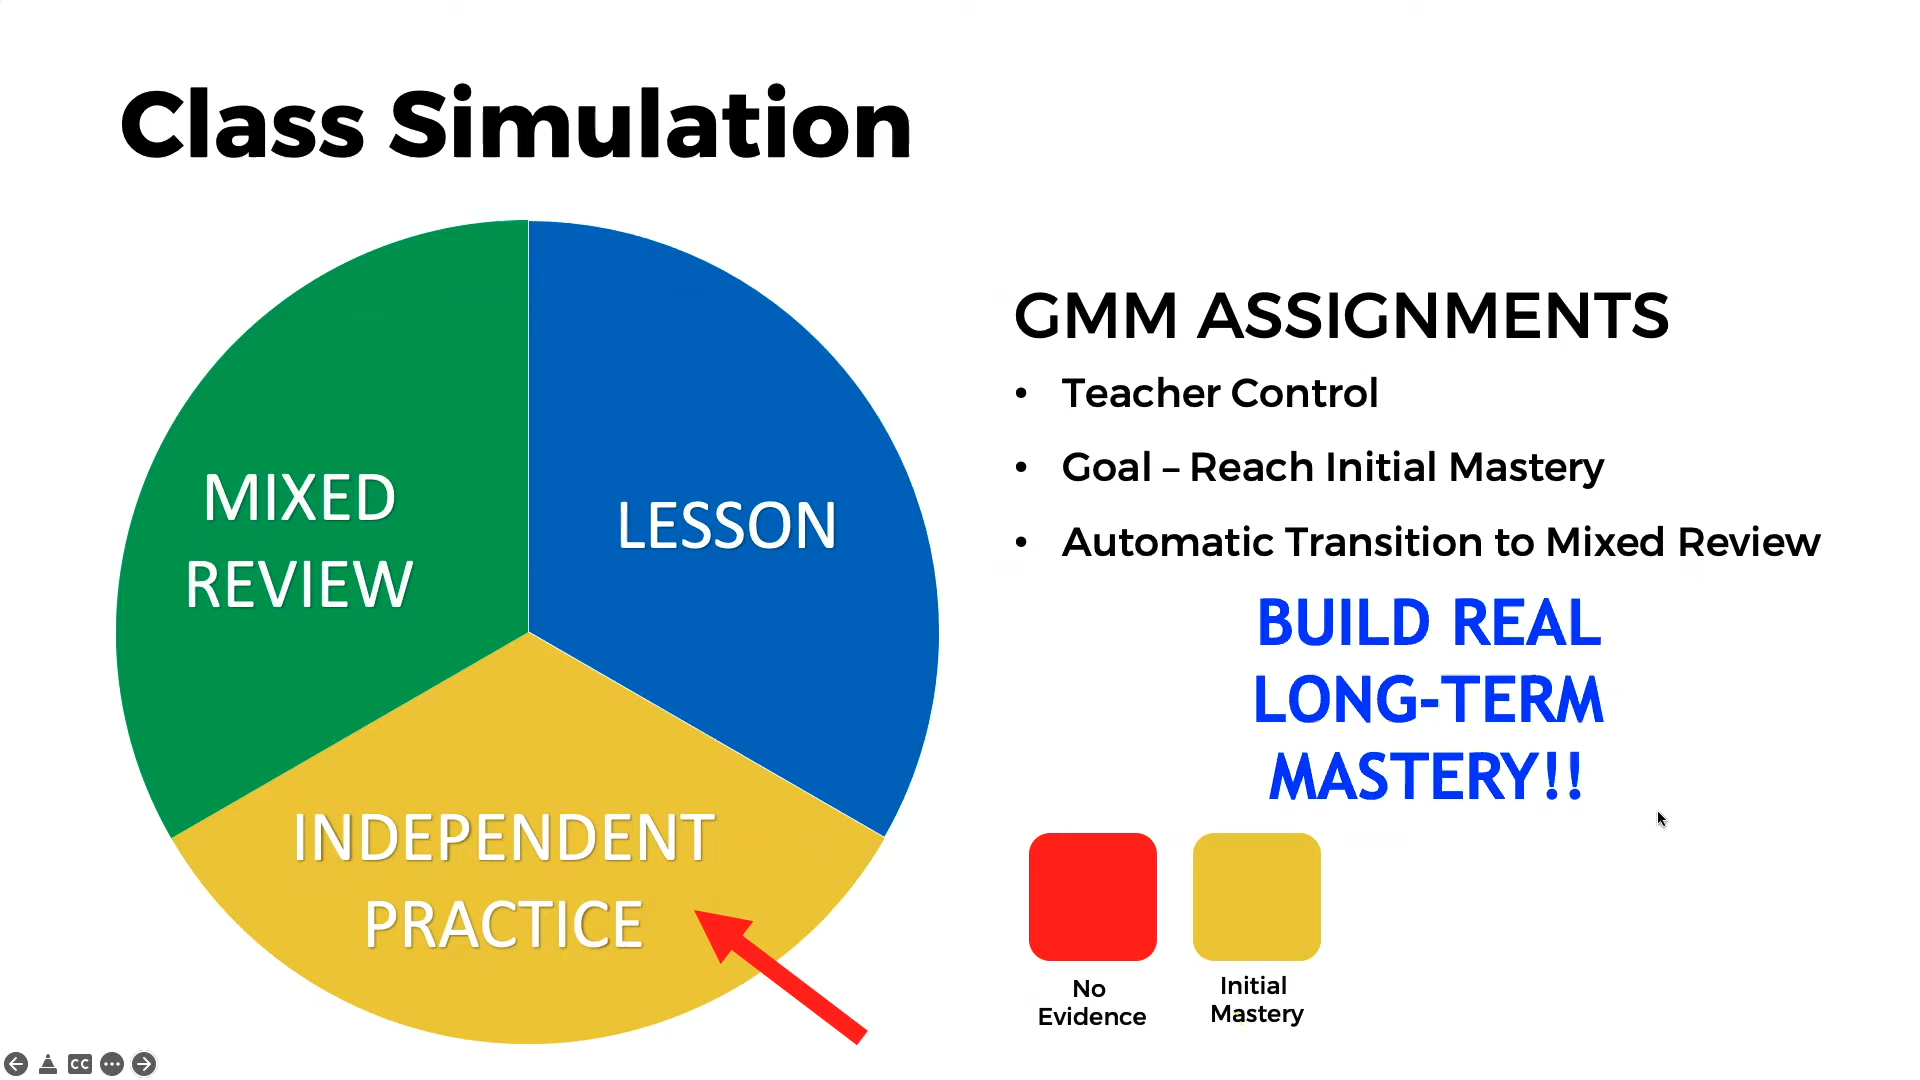 Class Simulation
MIXED
REVIEW
LESSON
INDEPENDENT
PRACTICE
GMM ASSIGNMENTS
• Teacher Control
• Goal – Reach Initial Mastery
• Automatic Transition to Mixed Review
BUILD REAL
LONG-TERM
MASTERY!!
No
Evidence
Initial
Mastery
CC